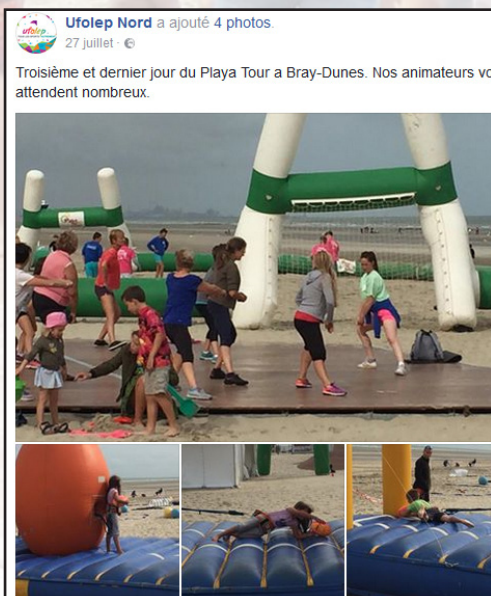 Ufolep Nord a ajouté 4 photos.
27 juillet ·
Troisième et dernier jour du Playa Tour a Bray-Dunes. Nos animateurs
attendent nombreux.
ufolep